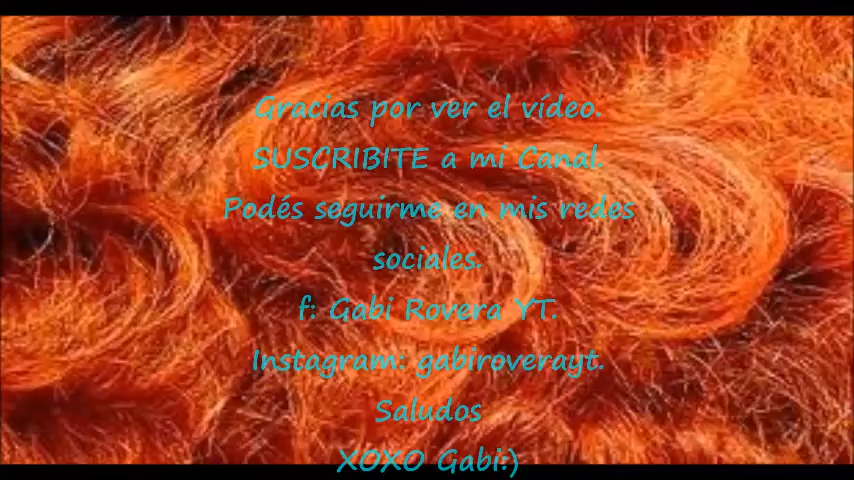 Gracias por ver el vídeo.
SUSCRIBITE a mi Canal.
Podés seguirme en mis redes
sociales.
f: Gabi Rovera YT.
Instagram: gabiroverayt.
Saludos
XOXO Gabi:)